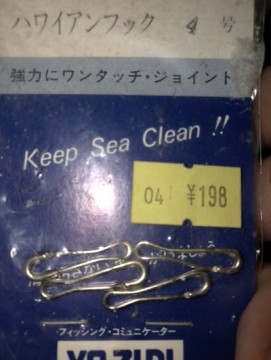 ハワイアンフック 4 号
強力にワンタッチ・ジョイント
Keep Sea Clean !!
04 ¥198
フィッシング・コミュニケーター
YO-ZURI